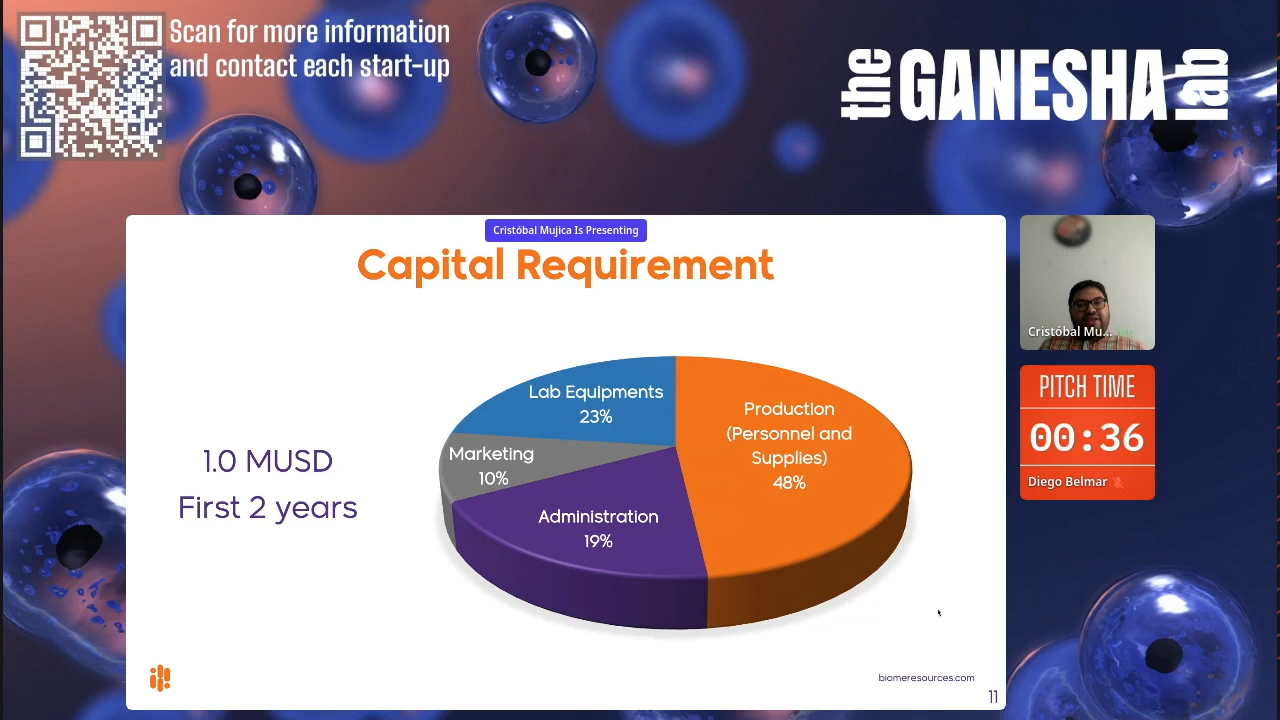 Scan for more information
and contact each start-up
the GANESHA lab
Cristóbal Mujica Is Presenting
Capital Requirement
1.0 MUSD
First 2 years
Lab Equipments
23%
Marketing
10%
Administration
19%
Production
(Personnel and
Supplies)
48%
biomeresources.com
11
Cristóbal Mu...
PITCH TIME
00:36
Diego Belmar